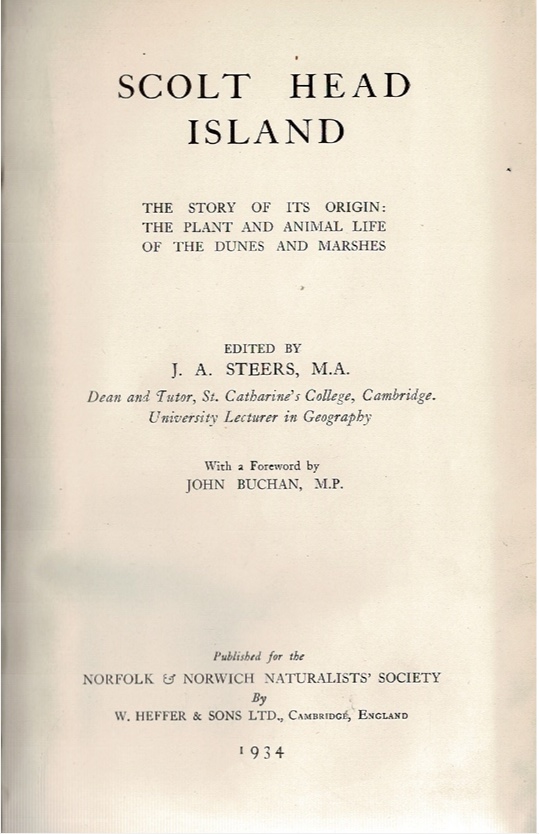 SCOLT HEAD
ISLAND
THE STORY OF ITS ORIGIN:
THE PLANT AND ANIMAL LIFE
OF THE DUNES AND MARSHES
EDITED BY
J. A. STEERS, M.A.
Dean and Tutor, St. Catharine's College, Cambridge.
University Lecturer in Geography
With a Foreword by
JOHN BUCHAN, M.P.
Published for the
NORFOLK & NORWICH NATURALISTS' SOCIETY
By
W. HEFFER & SONS LTD., CAMBRIDGE, ENGLAND
1934